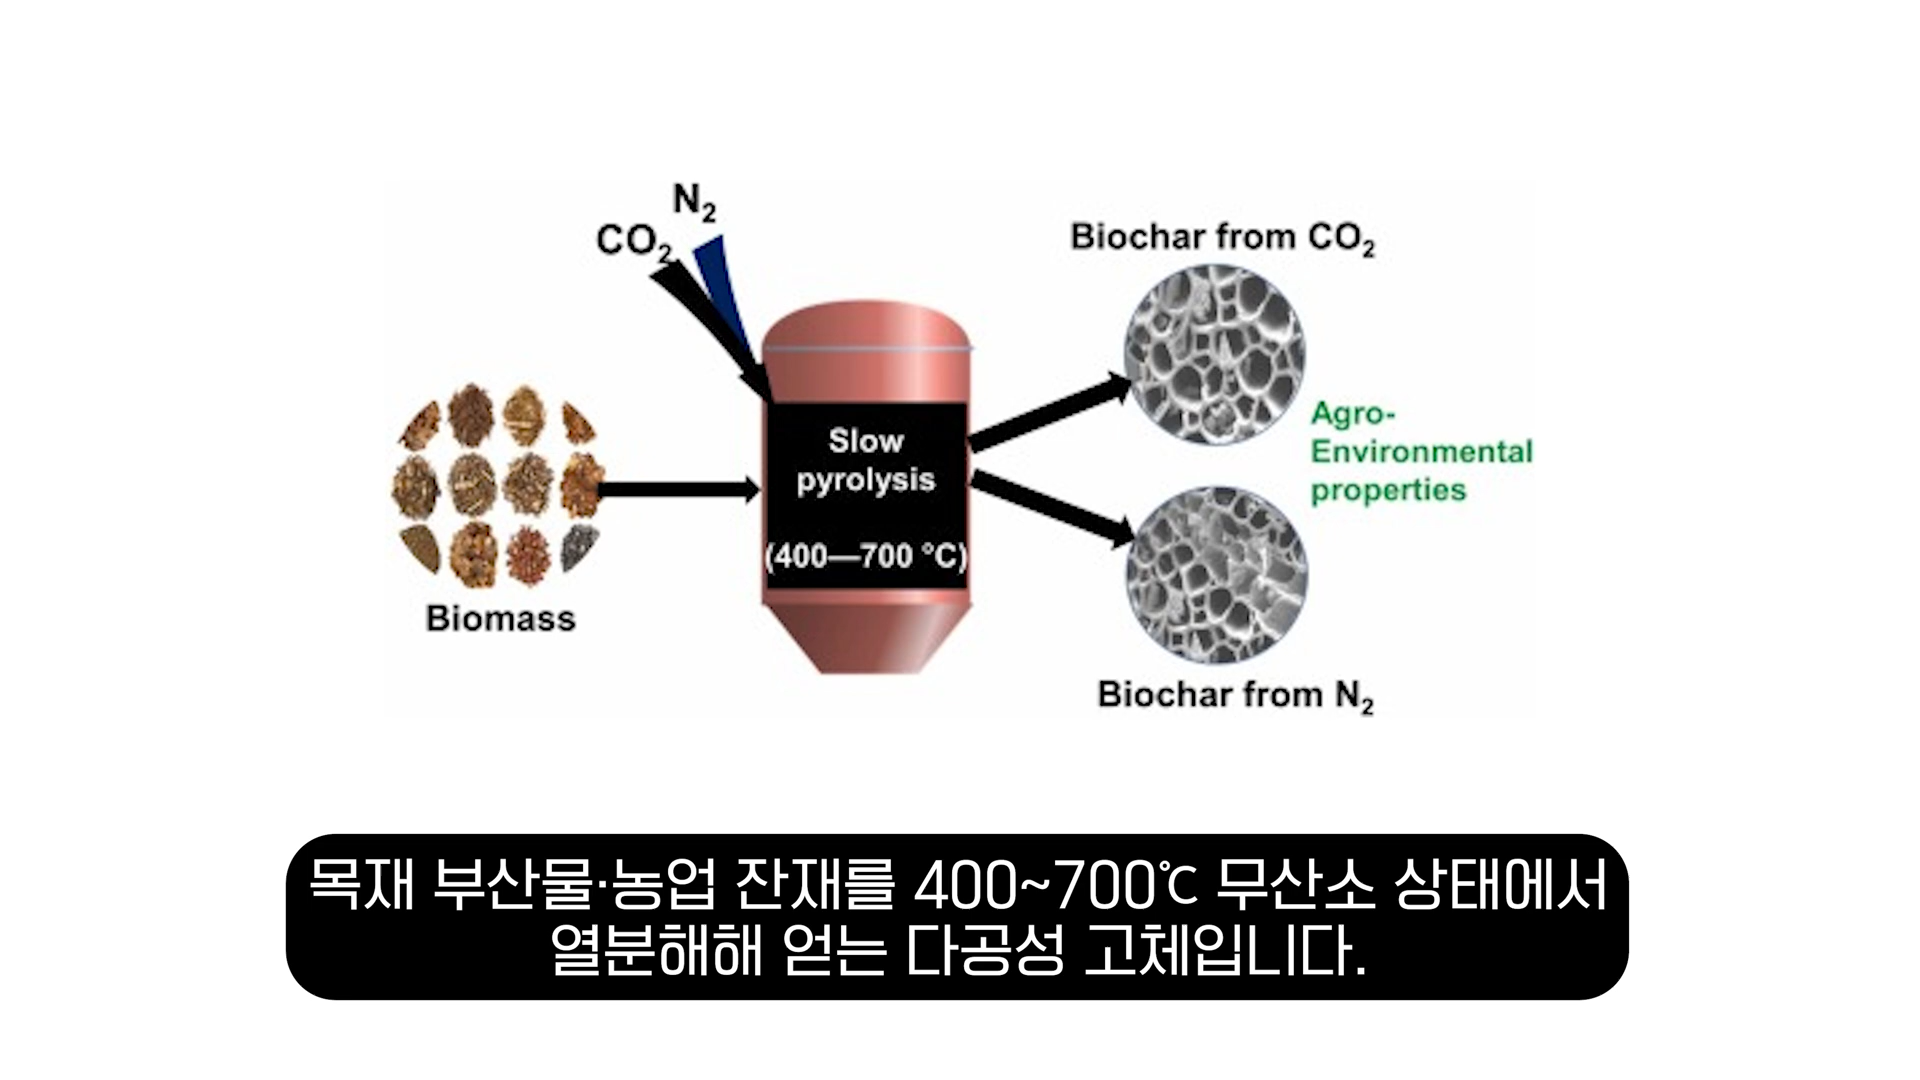 N₂
CO₂
Biochar from CO₂
Slow
pyrolysis
(400—700 °C)
Agro-
Environmental
properties
Biomass
Biochar from N₂
목재 부산물·농업 잔재를 400~700℃ 무산소 상태에서
열분해해 얻는 다공성 고체입니다.